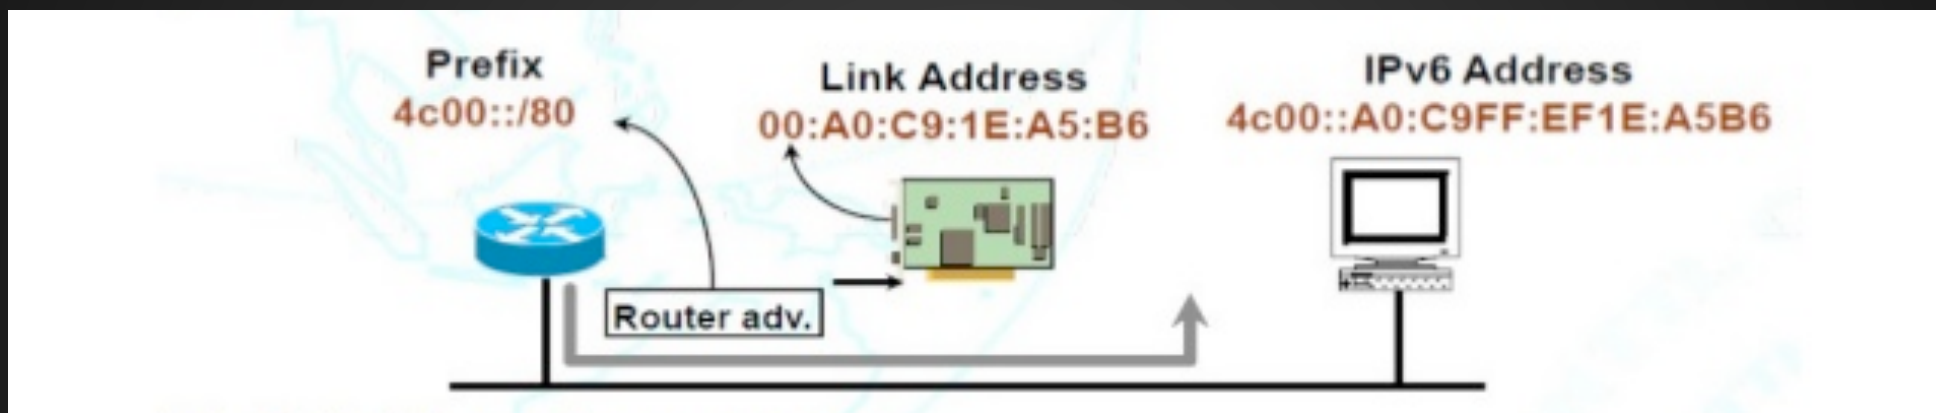 Prefix
4c00::/80
Link Address
00:A0:C9:1E:A5:B6
IPv6 Address
4c00::A0:C9FF:EF1E:A5B6
Router adv.